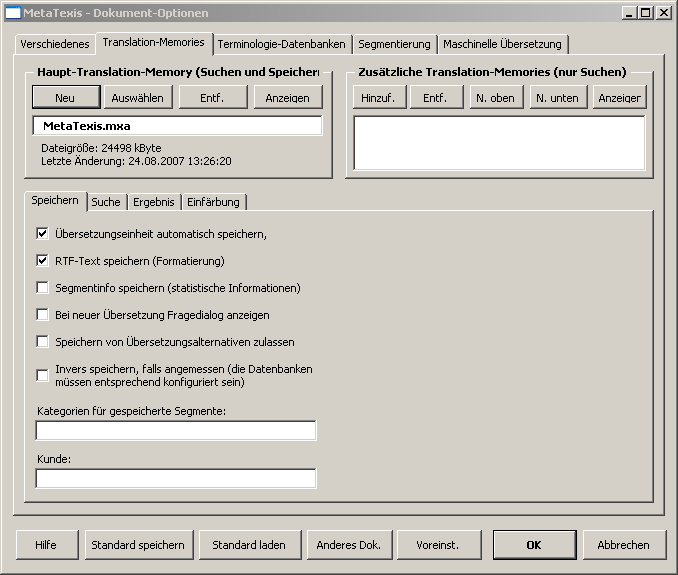 MetaTexis - Dokument-Optionen
Verschiedenes Translation-Memories Terminologie-Datenbanken Segmentierung Maschinelle Übersetzung
Haupt-Translation-Memory (Suchen und Speichern
Neu Auswählen Entf. Anzeigen
MetaTexis.mxa
Dateigröße: 24498 kByte
Letzte Änderung: 24.08.2007 13:26:20
Zusätzliche Translation-Memories (nur Suchen)
Hinzuf. Entf. N. oben N. unten Anzeigen
Speichern Suche Ergebnis Einfärbung
Übersetzungseinheit automatisch speichern,
RTF-Text speichern (Formatierung)
Segmentinfo speichern (statistische Informationen)
Bei neuer Übersetzung Fragedialog anzeigen
Speichern von Übersetzungsalternativen zulassen
Invers speichern, falls angemessen (die Datenbanken
müssen entsprechend konfiguriert sein)
Kategorien für gespeicherte Segmente:
Kunde:
Hilfe Standard speichern Standard laden Anderes Dok. Voreinst. OK Abbrechen